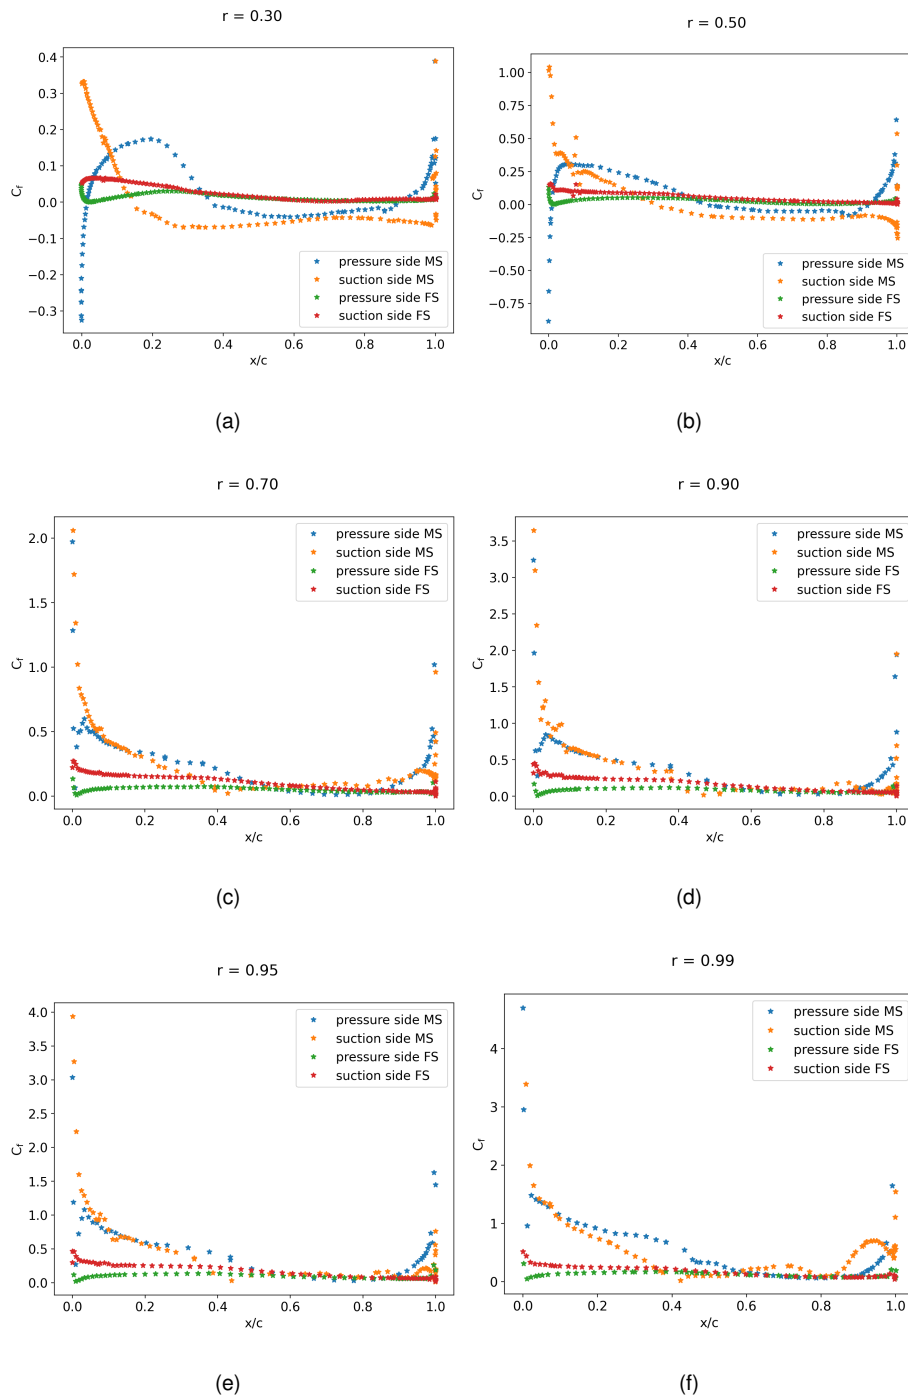 r = 0.30
0.4
0.3
0.2
0.1
0.0
−0.1
−0.2
−0.3
C_f
0.0 0.2 0.4 0.6 0.8 1.0
x/c
pressure side MS
suction side MS
pressure side FS
suction side FS
(a)
r = 0.50
1.00
0.75
0.50
0.25
0.00
−0.25
−0.50
−0.75
C_f
0.0 0.2 0.4 0.6 0.8 1.0
x/c
pressure side MS
suction side MS
pressure side FS
suction side FS
(b)
r = 0.70
2.0
1.5
1.0
0.5
0.0
C_f
0.0 0.2 0.4 0.6 0.8 1.0
x/c
pressure side MS
suction side MS
pressure side FS
suction side FS
(c)
r = 0.90
3.5
3.0
2.5
2.0
1.5
1.0
0.5
0.0
C_f
0.0 0.2 0.4 0.6 0.8 1.0
x/c
pressure side MS
suction side MS
pressure side FS
suction side FS
(d)
r = 0.95
4.0
3.5
3.0
2.5
2.0
1.5
1.0
0.5
0.0
C_f
0.0 0.2 0.4 0.6 0.8 1.0
x/c
pressure side MS
suction side MS
pressure side FS
suction side FS
(e)
r = 0.99
4
3
2
1
0
C_f
0.0 0.2 0.4 0.6 0.8 1.0
x/c
pressure side MS
suction side MS
pressure side FS
suction side FS
(f)